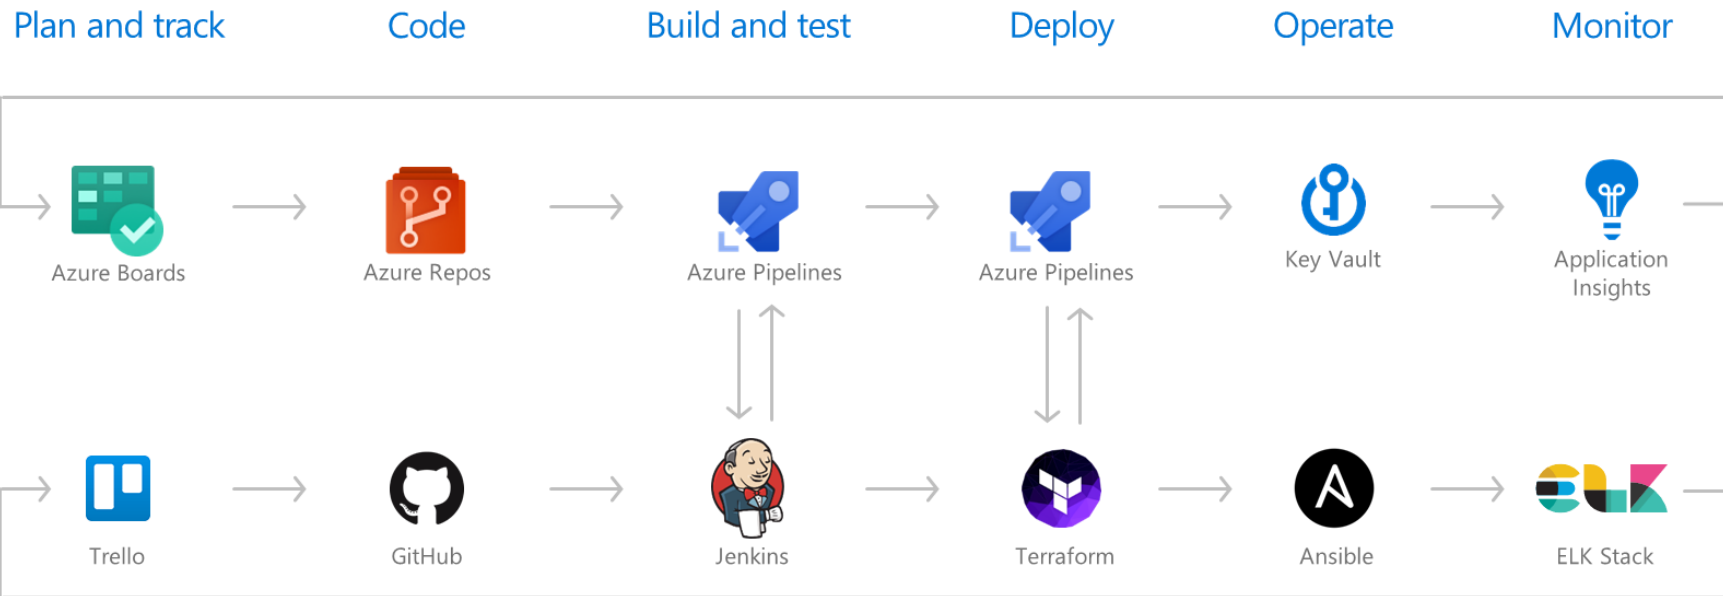 Plan and track
Code
Build and test
Deploy
Operate
Monitor
Azure Boards
Azure Repos
Azure Pipelines
Azure Pipelines
Key Vault
Application
Insights
Trello
GitHub
Jenkins
Terraform
Ansible
ELK
ELK Stack